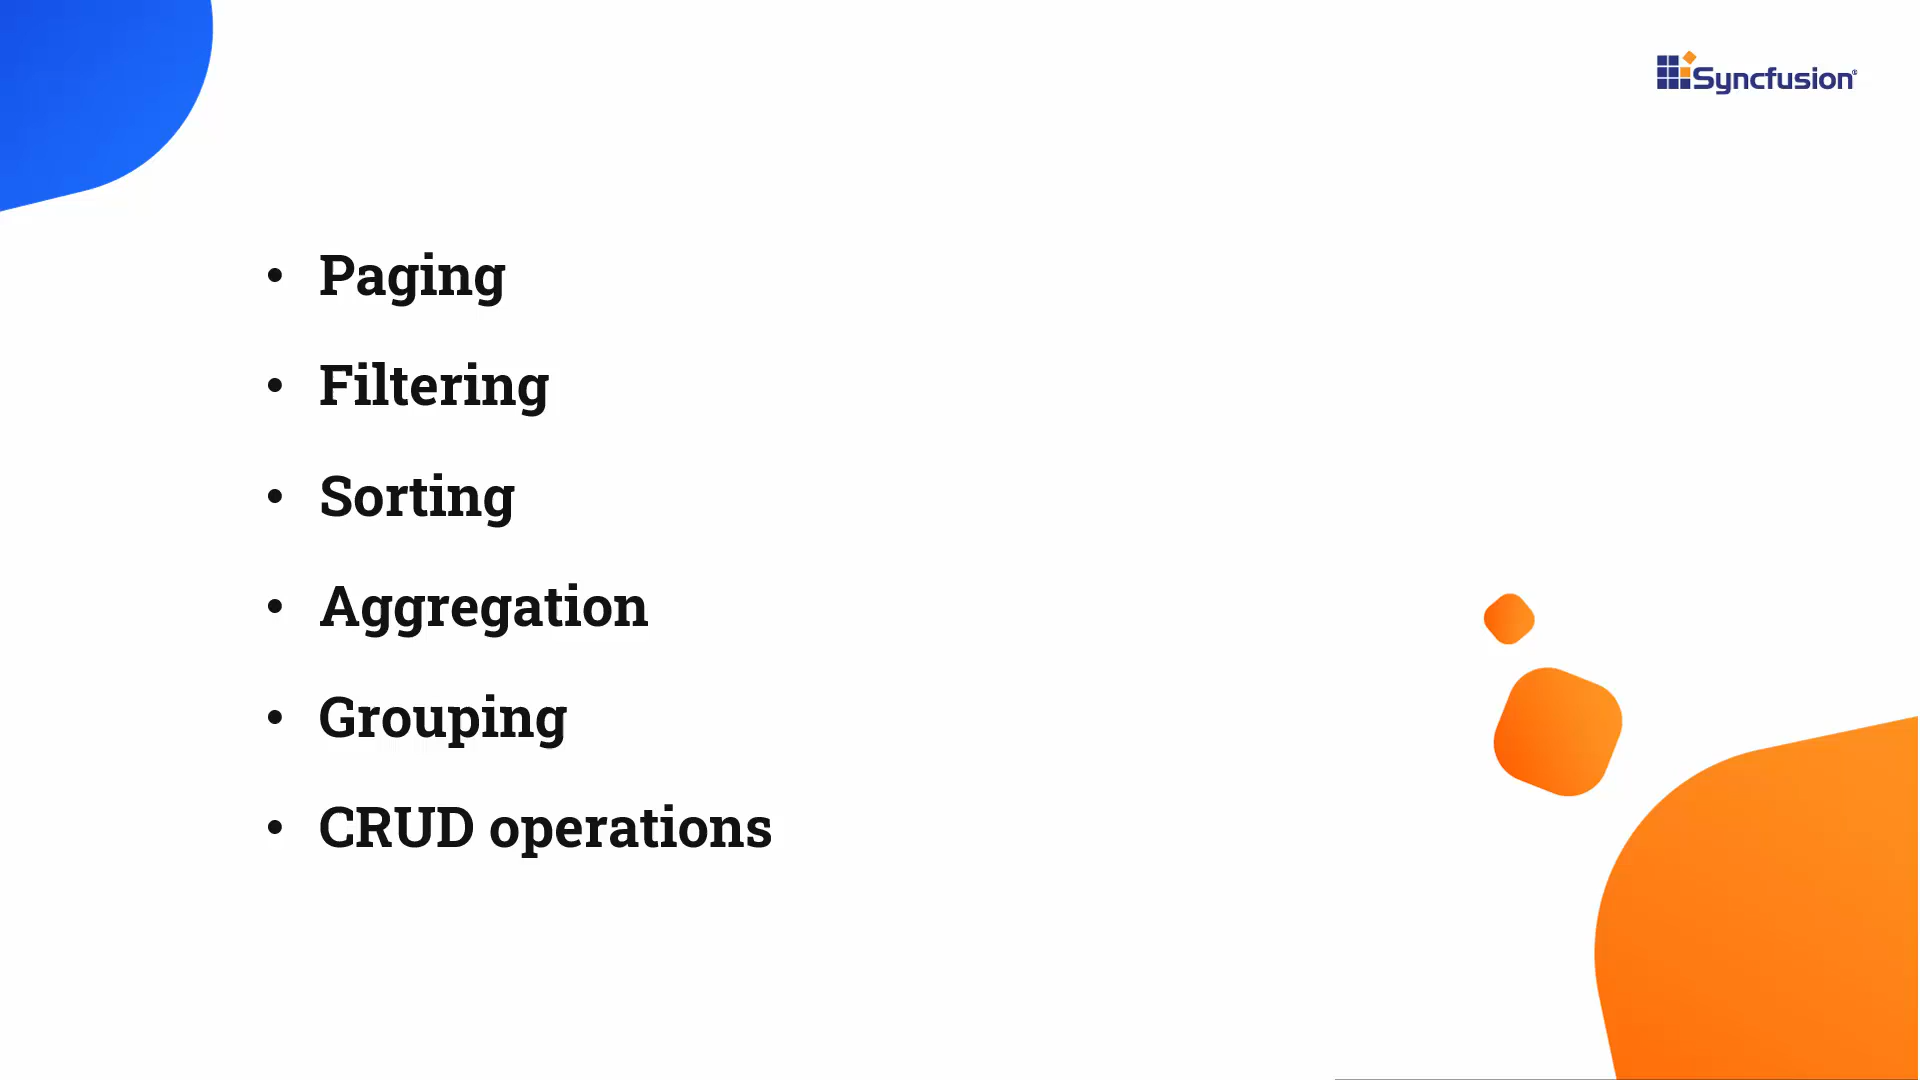 Syncfusion®
• Paging
• Filtering
• Sorting
• Aggregation
• Grouping
• CRUD operations